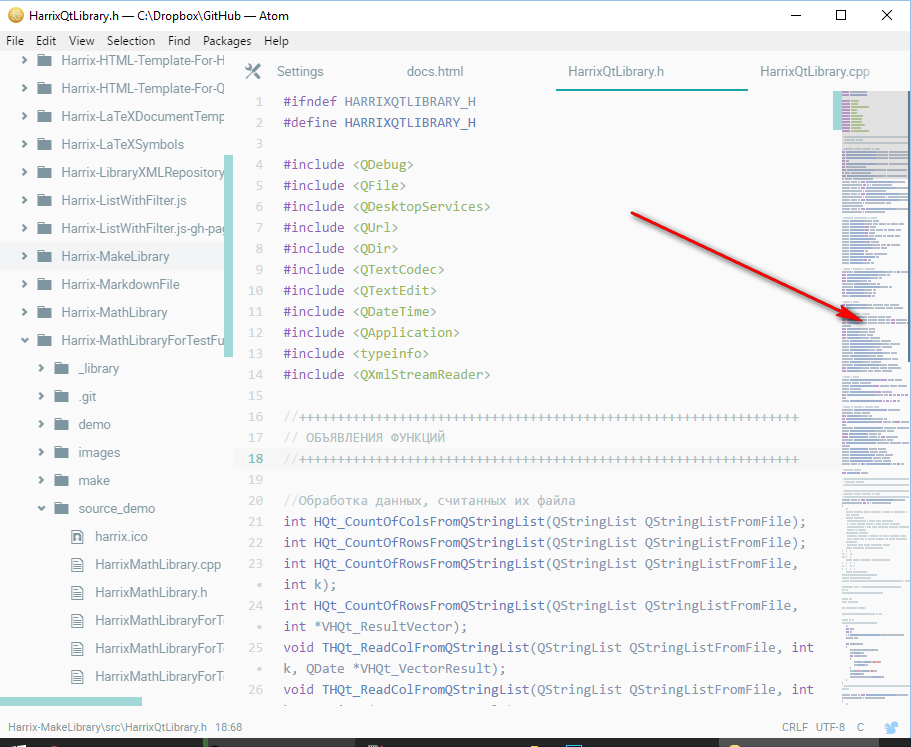 HarrixQtLibrary.h — C:\Dropbox\GitHub — Atom
File Edit View Selection Find Packages Help
Harrix-HTML-Template-For-H
Harrix-HTML-Template-For-Q
Harrix-LaTeXDocumentTemp
Harrix-LaTeXSymbols
Harrix-LibraryXMLRepository
Harrix-ListWithFilter.js
Harrix-ListWithFilter.js-gh-pa
Harrix-MakeLibrary
Harrix-MarkdownFile
Harrix-MathLibrary
Harrix-MathLibraryForTestFu
_library
.git
demo
images
make
source_demo
harrix.ico
HarrixMathLibrary.cpp
HarrixMathLibrary.h
HarrixMathLibraryForT
HarrixMathLibraryForT
HarrixMathLibraryForT
Settings docs.html HarrixQtLibrary.h HarrixQtLibrary.cpp
1 #ifndef HARRIXQTLIBRARY_H
2 #define HARRIXQTLIBRARY_H
3
4 #include <QDebug>
5 #include <QFile>
6 #include <QDesktopServices>
7 #include <QUrl>
8 #include <QDir>
9 #include <QTextCodec>
10 #include <QTextEdit>
11 #include <QDateTime>
12 #include <QApplication>
13 #include <typeinfo>
14 #include <QXmlStreamReader>
15
16 //+++++++++++++++++++++++++++++++++++++++++++++++++++++++++++++++++
17 // ОБЪЯВЛЕНИЯ ФУНКЦИЙ
18 //+++++++++++++++++++++++++++++++++++++++++++++++++++++++++++++++++
19
20 //Обработка данных, считанных их файла
21 int HQt_CountOfColsFromQStringList(QStringList QStringListFromFile);
22 int HQt_CountOfRowsFromQStringList(QStringList QStringListFromFile);
23 int HQt_CountOfRowsFromQStringList(QStringList QStringListFromFile,
• int k);
24 int HQt_CountOfRowsFromQStringList(QStringList QStringListFromFile,
• int *VHQt_ResultVector);
25 void THQt_ReadColFromQStringList(QStringList QStringListFromFile, int
• k, QDate *VHQt_VectorResult);
26 void THQt_ReadColFromQStringList(QStringList QStringListFromFile, int
Harrix-MakeLibrary\src\HarrixQtLibrary.h 18:68 CRLF UTF-8 C